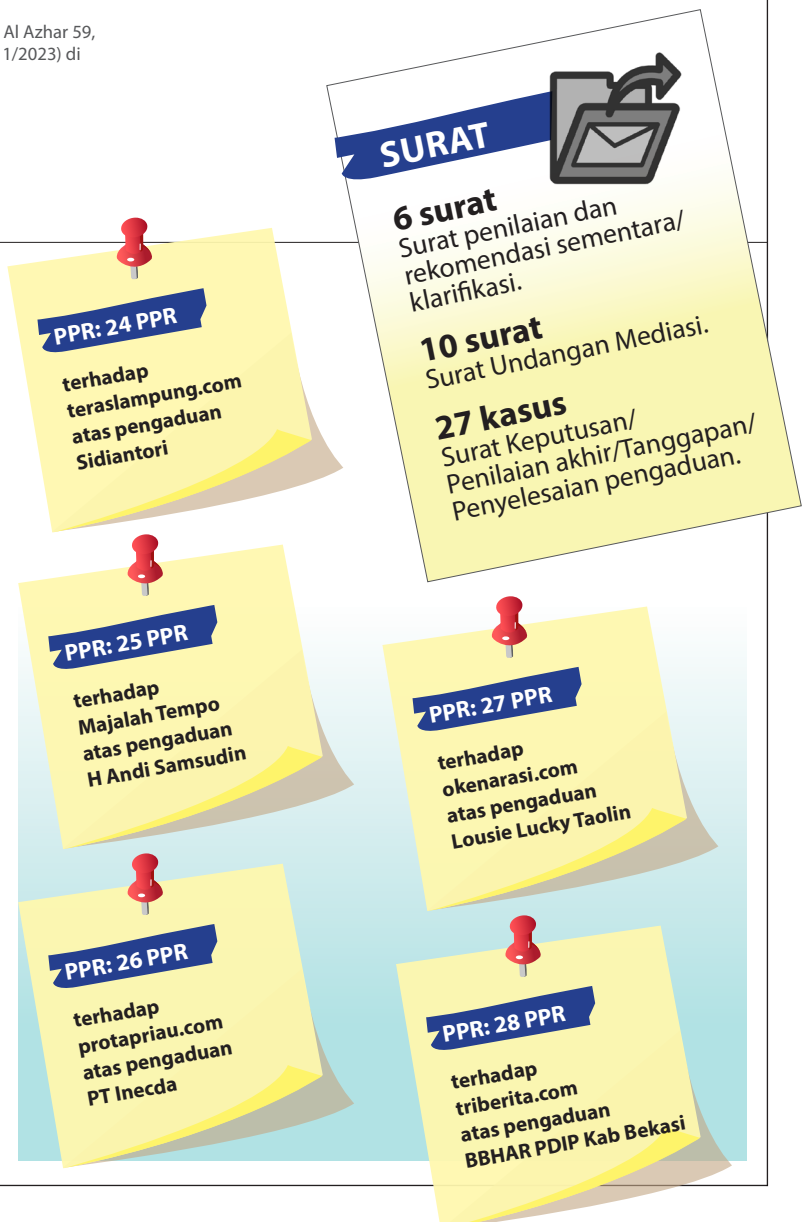 Al Azhar 59,
1/2023) di
SURAT
6 surat
Surat penilaian dan
rekomendasi sementara/
klarifikasi.
10 surat
Surat Undangan Mediasi.
27 kasus
Surat Keputusan/
Penilaian akhir/Tanggapan/
Penyelesaian pengaduan.
PPR: 24 PPR
terhadap
teraslampung.com
atas pengaduan
Sidiantori
PPR: 25 PPR
terhadap
Majalah Tempo
atas pengaduan
H Andi Samsudin
PPR: 26 PPR
terhadap
protapriau.com
atas pengaduan
PT Inecda
PPR: 27 PPR
terhadap
okenarasi.com
atas pengaduan
Lousie Lucky Taolin
PPR: 28 PPR
terhadap
triberita.com
atas pengaduan
BBHAR PDIP Kab Bekasi